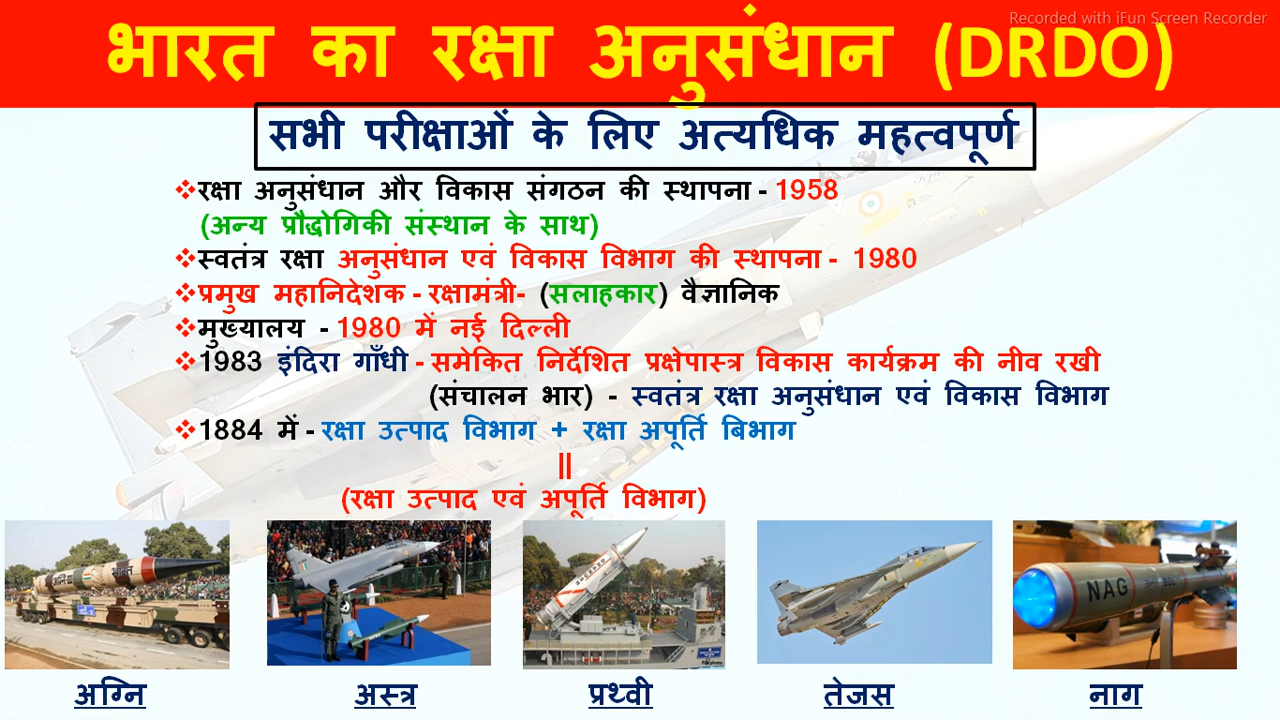 Recorded with iFun Screen Recorder
भारत का रक्षा अनुसंधान (DRDO)
सभी परीक्षाओं के लिए अत्यधिक महत्वपूर्ण
❖रक्षा अनुसंधान और विकास संगठन की स्थापना - 1958
(अन्य प्रौद्योगिकी संस्थान के साथ)
❖स्वतंत्र रक्षा अनुसंधान एवं विकास विभाग की स्थापना - 1980
❖प्रमुख महानिदेशक - रक्षामंत्री- (सलाहकार) वैज्ञानिक
❖मुख्यालय - 1980 में नई दिल्ली
❖1983 इंदिरा गाँधी - समेकित निर्देशित प्रक्षेपास्त्र विकास कार्यक्रम की नीव रखी
(संचालन भार) - स्वतंत्र रक्षा अनुसंधान एवं विकास विभाग
❖1884 में - रक्षा उत्पाद विभाग + रक्षा अपूर्ति बिभाग
||
(रक्षा उत्पाद एवं अपूर्ति विभाग)
अग्नि भारत
NAG
अग्नि अस्त्र प्रथ्वी तेजस नाग